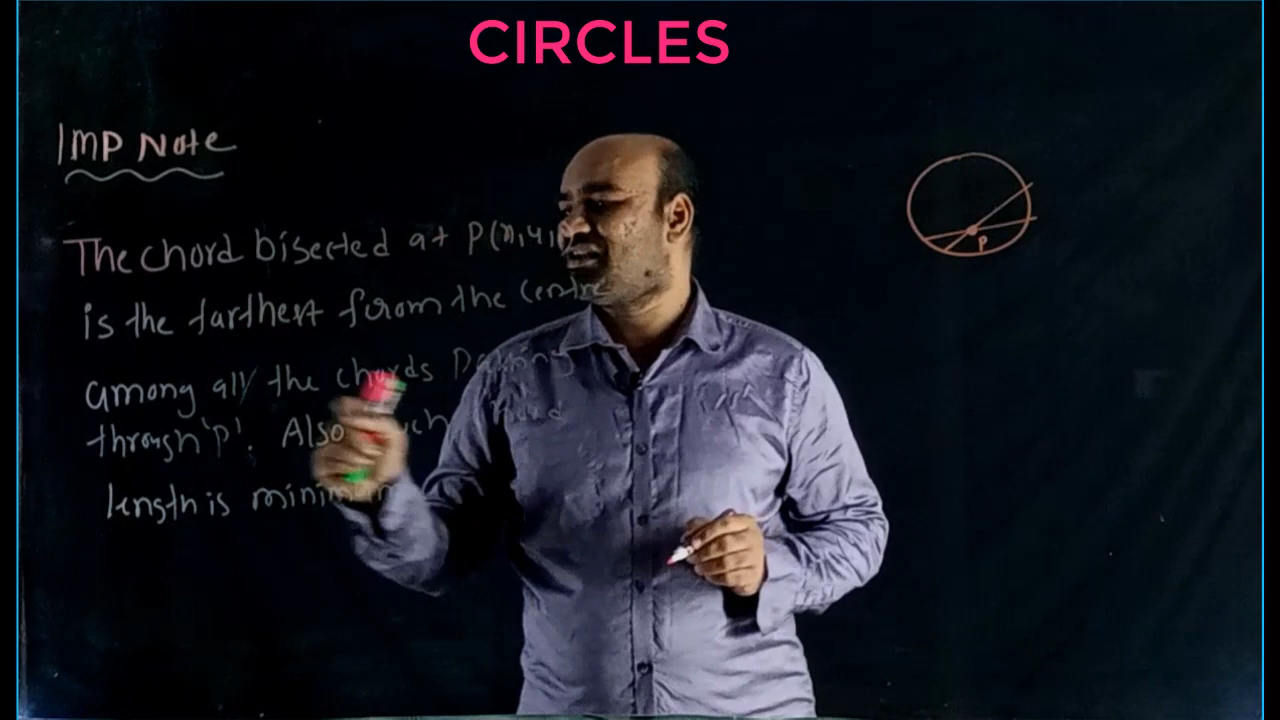 CIRCLES
IMP Note
The chord bisected at P(x1,y1)
is the farthest from the centre
among all the chords
through 'P'. Also
length is
P